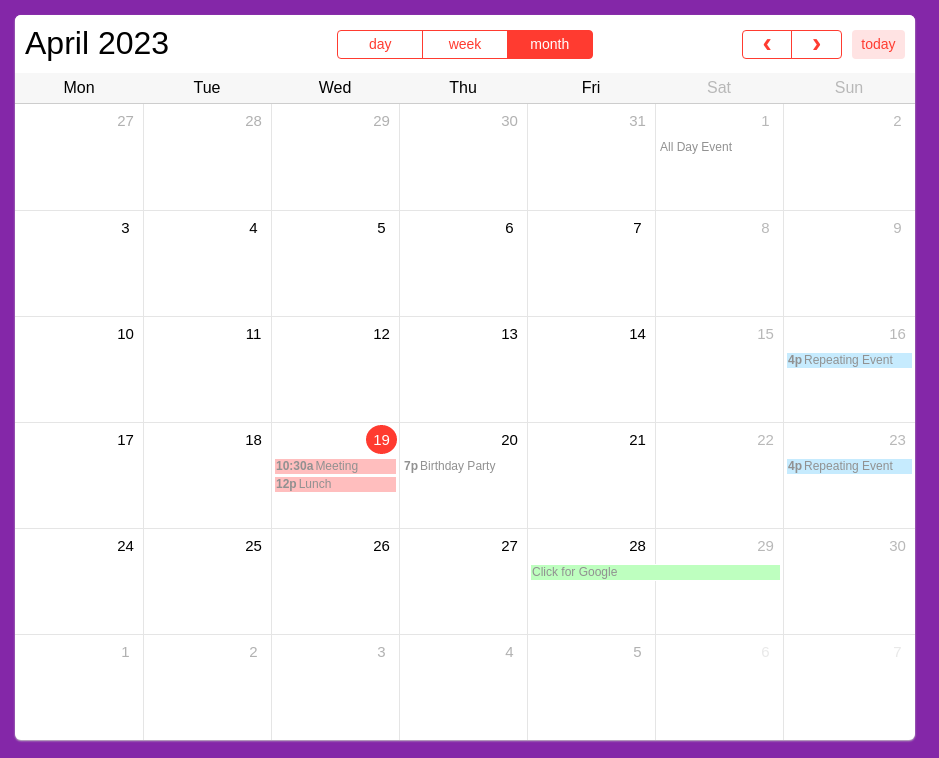 April 2023 day week month ‹ › today
Mon Tue Wed Thu Fri Sat Sun
27 28 29 30 31 1 2
All Day Event
3 4 5 6 7 8 9
10 11 12 13 14 15 16
4p Repeating Event
17 18 19 20 21 22 23
10:30a Meeting 7p Birthday Party 4p Repeating Event
12p Lunch
24 25 26 27 28 29 30
Click for Google
1 2 3 4 5 6 7